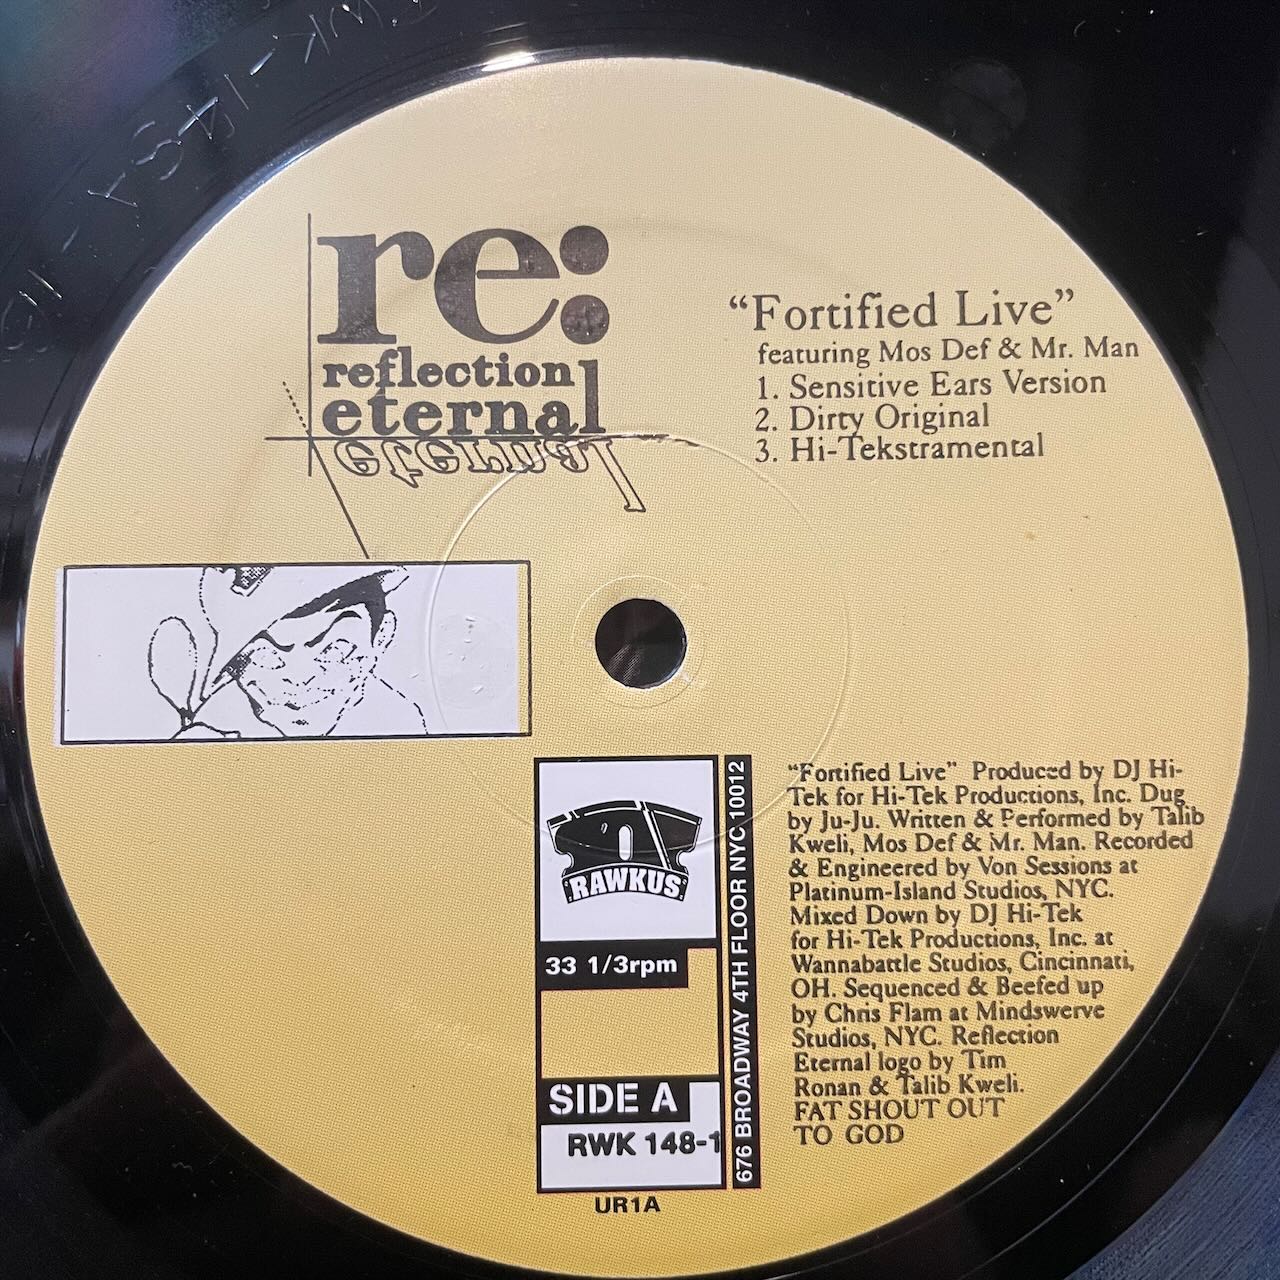 re:
reflection
eternal
eternal
“Fortified Live”
featuring Mos Def & Mr. Man
1. Sensitive Ears Version
2. Dirty Original
3. Hi-Tekstramental
RAWKUS
33 1/3rpm
SIDE A
RWK 148-1
UR1A
676 BROADWAY 4TH FLOOR NYC 10012
“Fortified Live” Produced by DJ Hi-
Tek for Hi-Tek Productions, Inc. Dug
by Ju-Ju. Written & Performed by Talib
Kweli, Mos Def & Mr. Man. Recorded
& Engineered by Von Sessions at
Platinum-Island Studios, NYC.
Mixed Down by DJ Hi-Tek
for Hi-Tek Productions, Inc. at
Wannabattle Studios, Cincinnati,
OH. Sequenced & Beefed up
by Chris Flam at Mindswerve
Studios, NYC. Reflection
Eternal logo by Tim
Ronan & Talib Kweli.
FAT SHOUT OUT
TO GOD